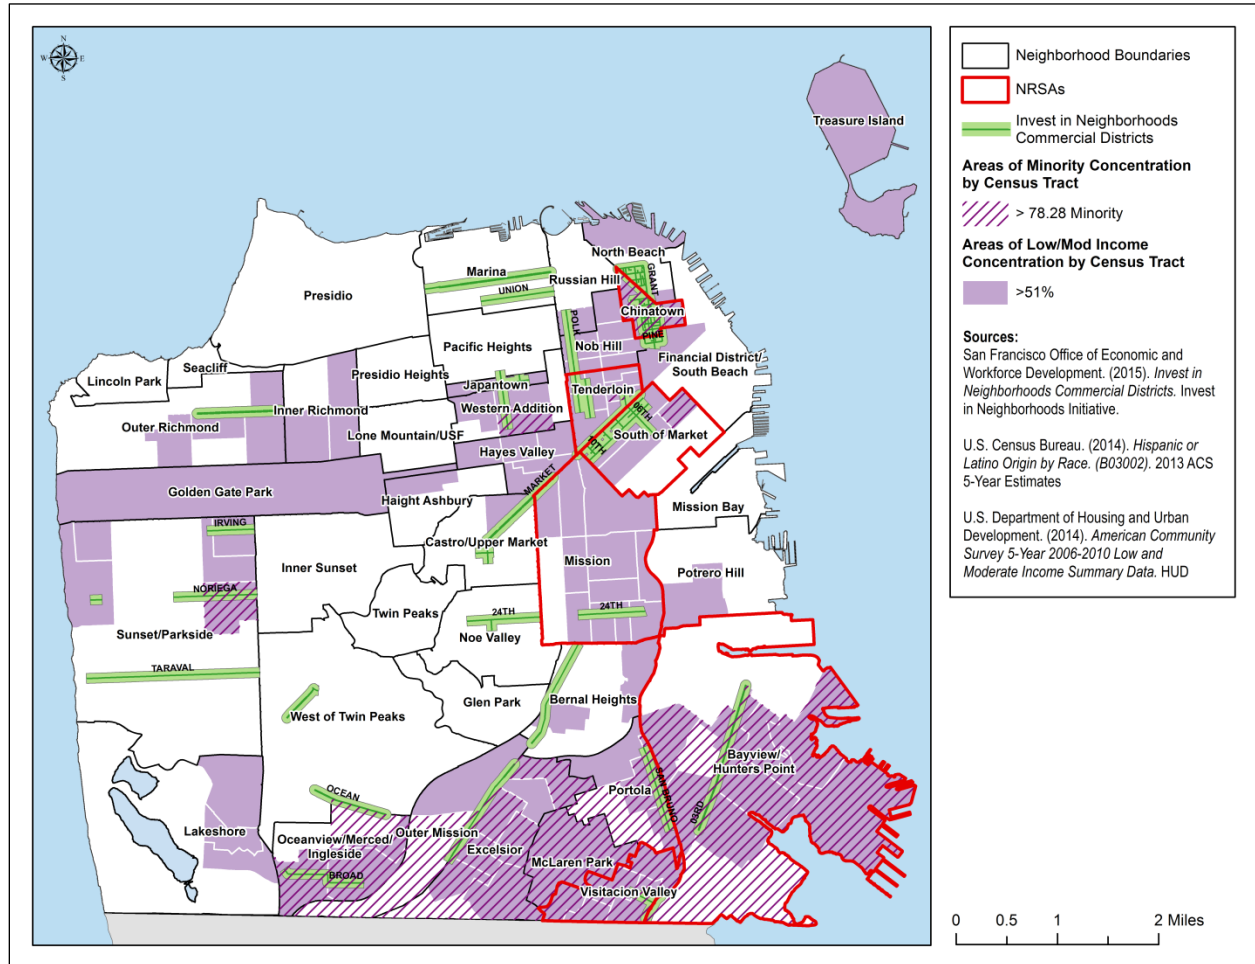 N
W
E
S
Treasure Island
North Beach
Marina
UNION
Russian Hill
GRANT
Presidio
POLK
Chinatown
PINE
Pacific Heights
Nob Hill
Financial District/
South Beach
Seacliff
Lincoln Park
Presidio Heights
Japantown
Tenderloin
Inner Richmond
Western Addition
06TH
Outer Richmond
Lone Mountain/USF
South of Market
10TH
Hayes Valley
MARKET
Golden Gate Park
Haight Ashbury
Mission Bay
IRVING
Castro/Upper Market
Inner Sunset
Mission
Potrero Hill
NORIEGA
Twin Peaks
24TH
24TH
Sunset/Parkside
Noe Valley
TARAVAL
Glen Park
Bernal Heights
West of Twin Peaks
Bayview/
Hunters Point
OCEAN
Portola
SAN BRUNO
03RD
Lakeshore
Oceanview/Merced/
Ingleside
Outer Mission
Excelsior
McLaren Park
BROAD
Visitacion Valley
Neighborhood Boundaries
NRSAs
Invest in Neighborhoods
Commercial Districts
Areas of Minority Concentration
by Census Tract
> 78.28 Minority
Areas of Low/Mod Income
Concentration by Census Tract
>51%
Sources:
San Francisco Office of Economic and
Workforce Development. (2015). Invest in
Neighborhoods Commercial Districts. Invest
in Neighborhoods Initiative.
U.S. Census Bureau. (2014). Hispanic or
Latino Origin by Race. (B03002). 2013 ACS
5-Year Estimates
U.S. Department of Housing and Urban
Development. (2014). American Community
Survey 5-Year 2006-2010 Low and
Moderate Income Summary Data. HUD
0 0.5 1 2 Miles